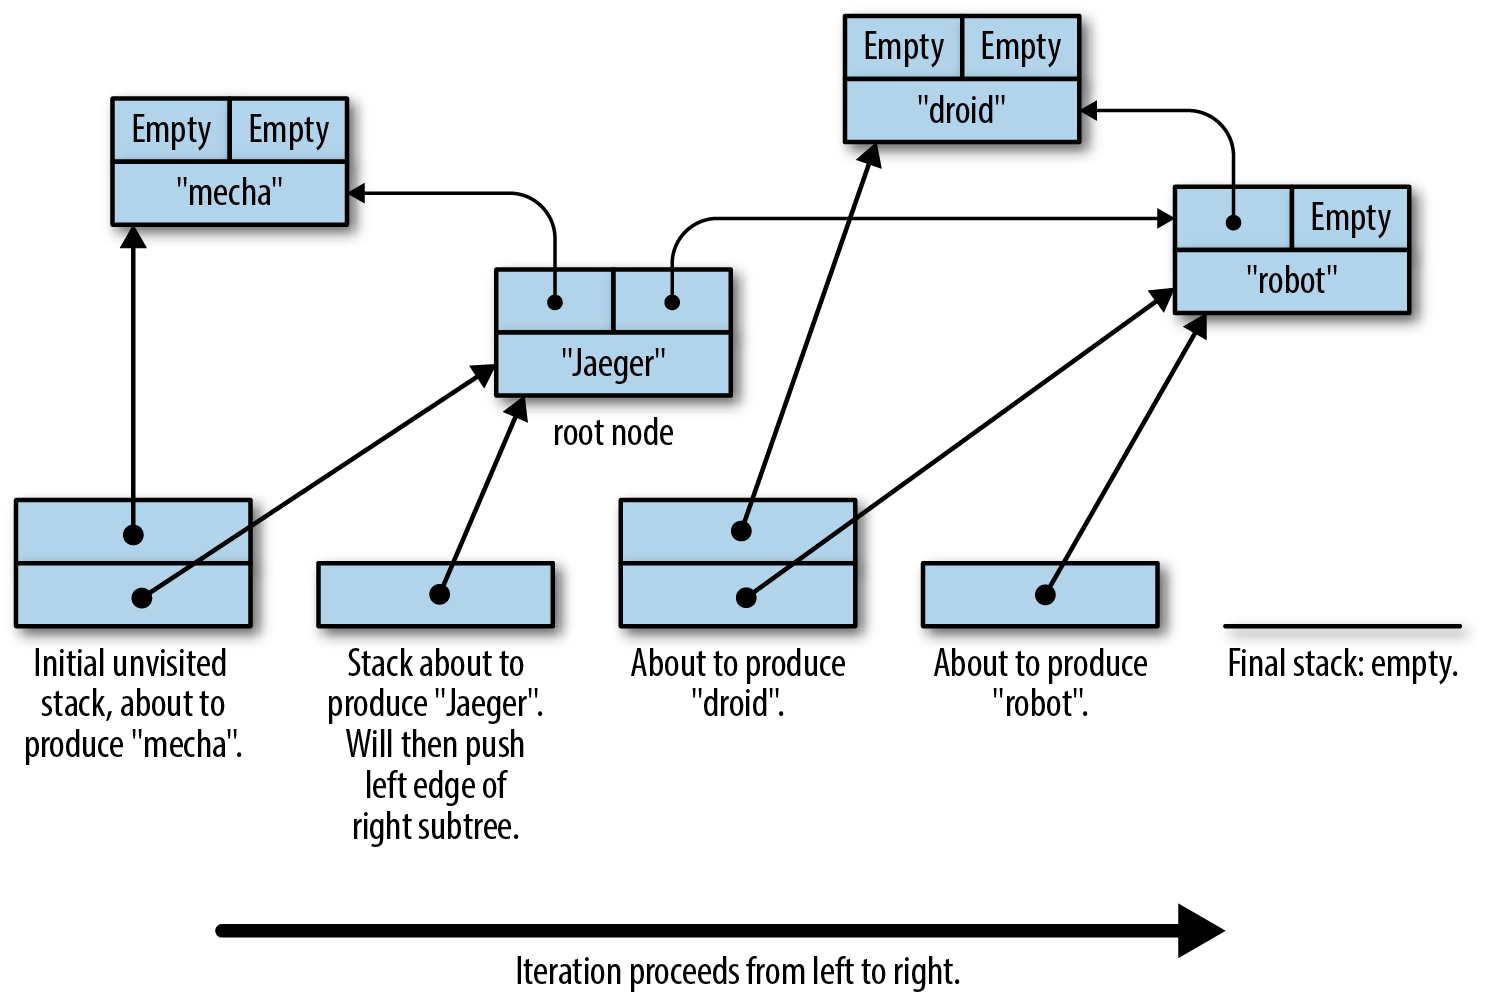 Empty Empty
"droid"
Empty Empty
"mecha"
Empty
"robot"
"Jaeger"
root node
Initial unvisited
stack, about to
produce "mecha".
Stack about to
produce "Jaeger".
Will then push
left edge of
right subtree.
About to produce
"droid".
About to produce
"robot".
Final stack: empty.
Iteration proceeds from left to right.